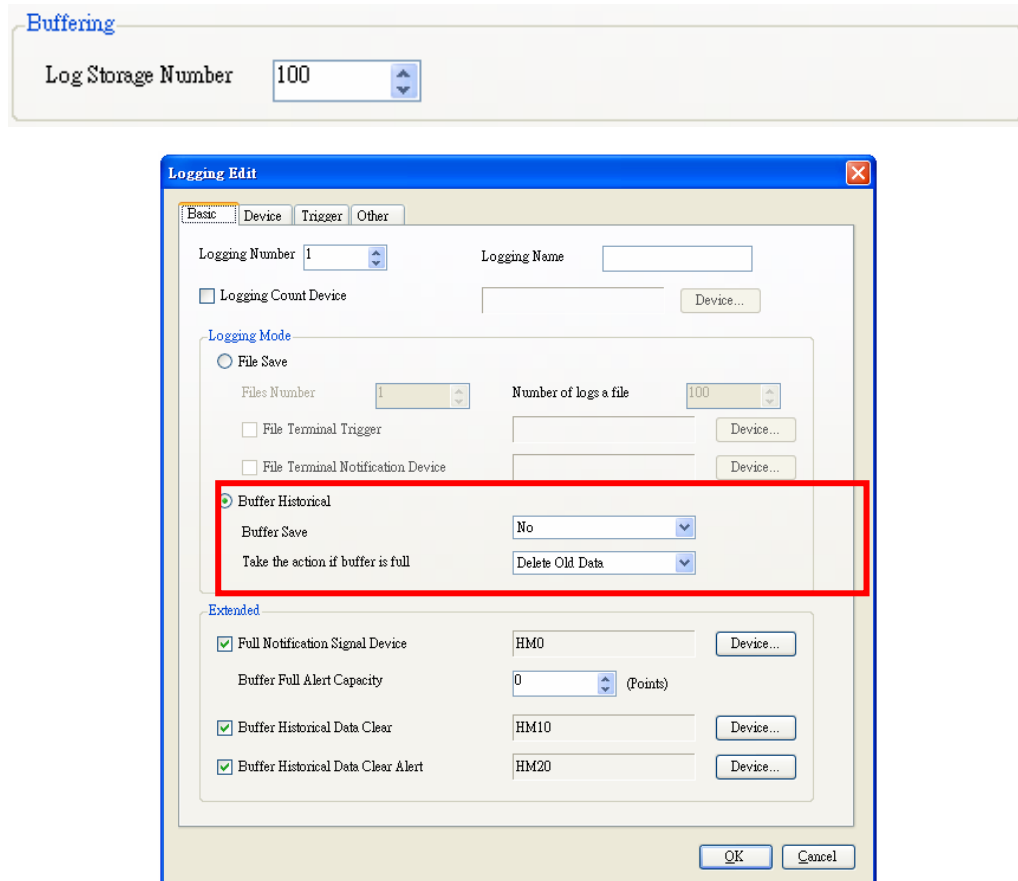 Buffering
Log Storage Number 100
Logging Edit
Basic Device Trigger Other
Logging Number 1 Logging Name
Logging Count Device Device...
Logging Mode
File Save
Files Number 1 Number of logs a file 100
File Terminal Trigger Device...
File Terminal Notification Device Device...
Buffer Historical
Buffer Save No
Take the action if buffer is full Delete Old Data
Extended
Full Notification Signal Device HM0 Device...
Buffer Full Alert Capacity 0 (Points)
Buffer Historical Data Clear HM10 Device...
Buffer Historical Data Clear Alert HM20 Device...
OK Cancel